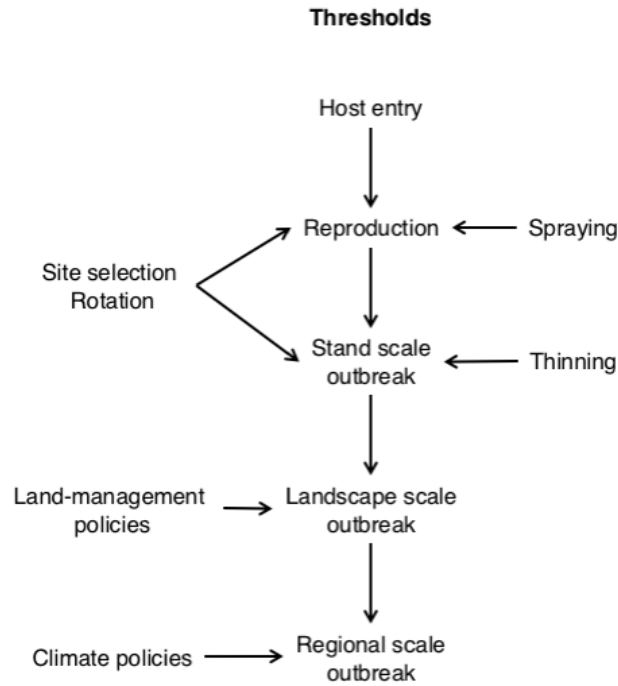 Thresholds
Host entry
Reproduction
Spraying
Site selection
Rotation
Stand scale
outbreak
Thinning
Land-management
policies
Landscape scale
outbreak
Climate policies
Regional scale
outbreak